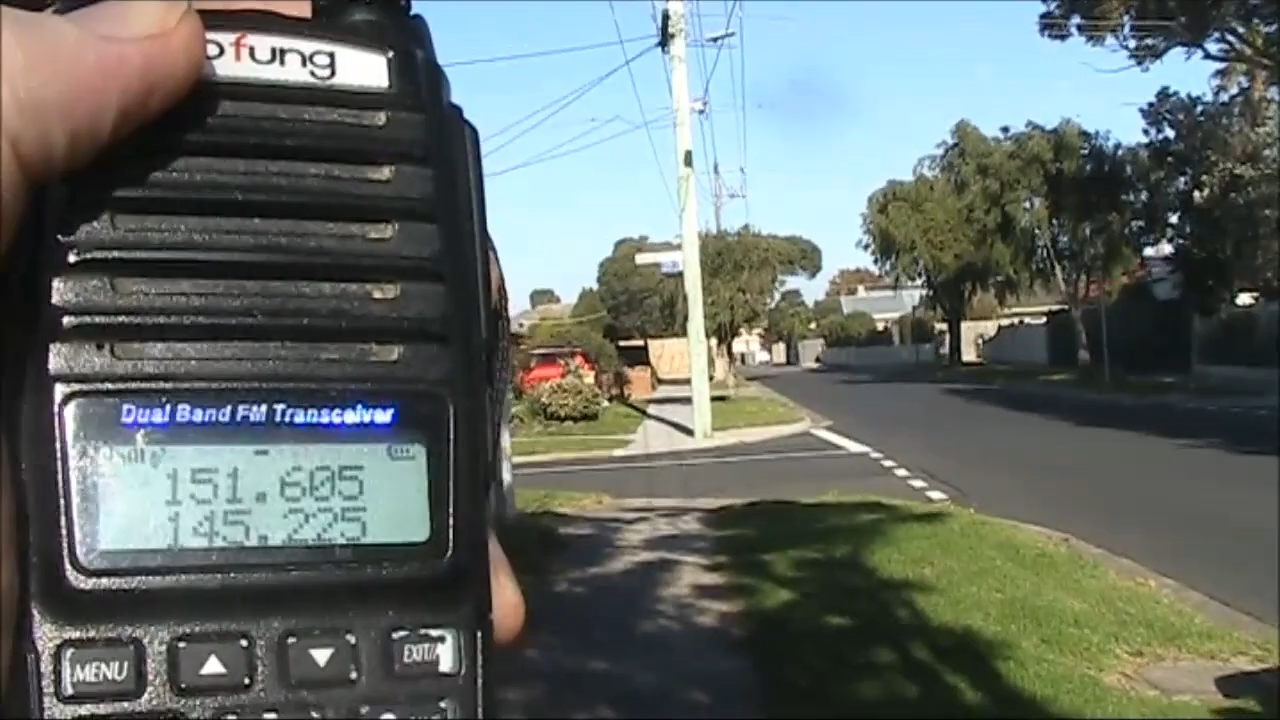 ofung
Dual Band FM Transceiver
151.605
145.225
MENU
EXIT/A